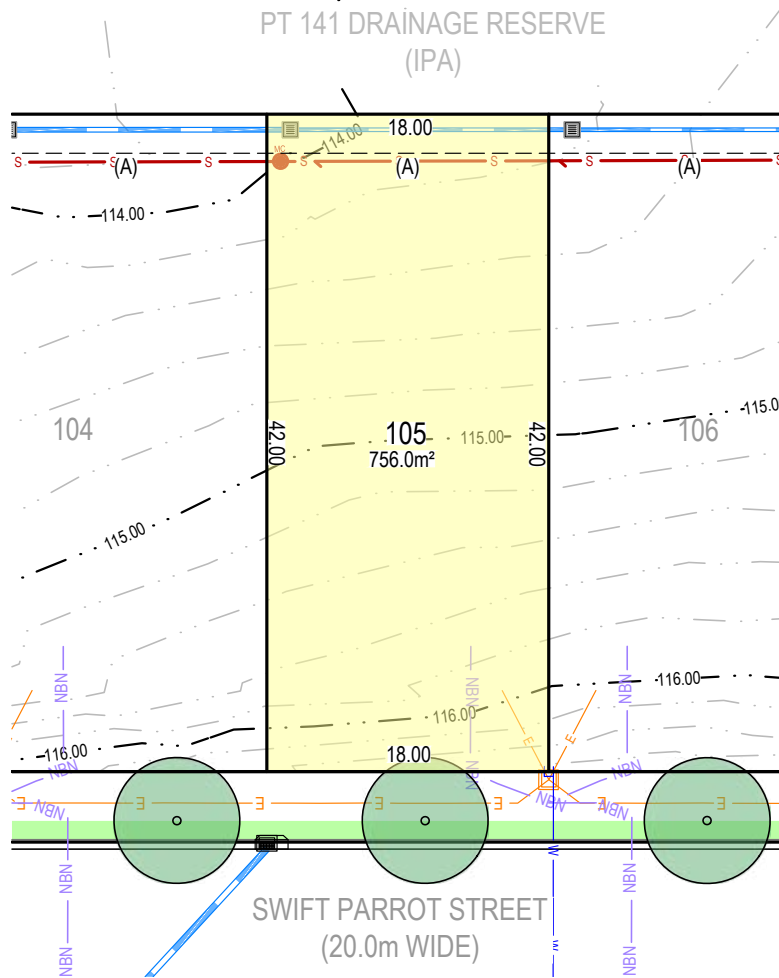 PT 141 DRAINAGE RESERVE
(IPA)
18.00
114.00
MC
S
S
S
S
S
S
S
S
(A)
(A)
(A)
114.00
104
42.00
105
756.0m²
115.00
42.00
106
115.0
115.00
NBN
NBN
NBN
116.00
116.00
116.00
E
E
18.00
NBN
NBN
NBN
NBN
NBN
E
E
E
E
E
E
E
NBN
NBN
W
W
NBN
NBN
SWIFT PARROT STREET
(20.0m WIDE)